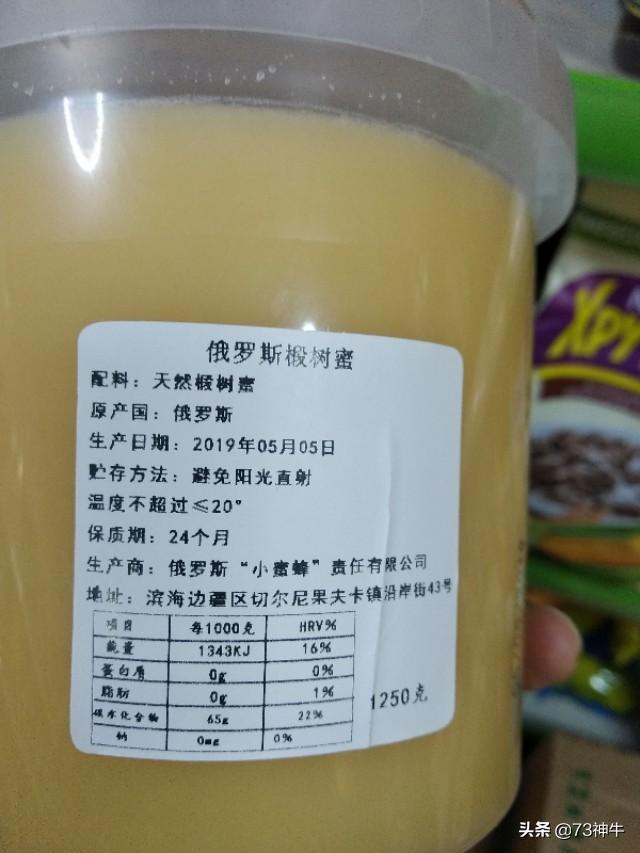 俄罗斯椴树蜜
配料：天然椴树蜜
原产国：俄罗斯
生产日期：2019年05月05日
贮存方法：避免阳光直射
温度不超过≤20°
保质期：24个月
生产商：俄罗斯“小蜜蜂”责任有限公司
地址：滨海边疆区切尔尼果夫卡镇沿岸街43号
项目 每1000克 HRV%
能量 1343KJ 16%
蛋白质 0g 0%
脂肪 0g 1%
碳水化合物 65g 22%
钠 0mg 0%
1250克
Хру
头条 @73神牛